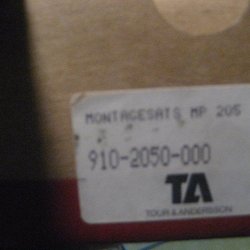 MONTAGESATS MP 205
910-2050-000
TA
TOUR & ANDERSSON